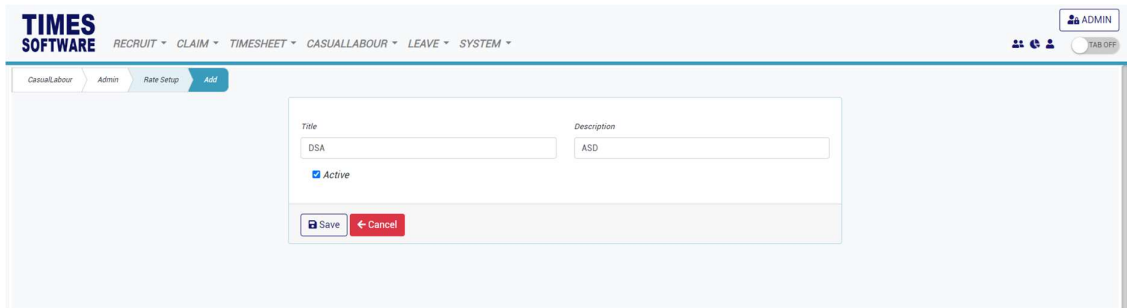 TIMES
SOFTWARE
RECRUIT CLAIM TIMESHEET CASUALLABOUR LEAVE SYSTEM
ADMIN
TAB OFF
CasualLabour Admin Rate Setup Add
Title Description
DSA ASD
Active
Save Cancel